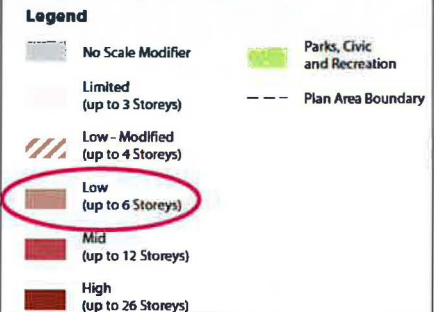 Legend
No Scale Modifier
Limited
(up to 3 Storeys)
Low - Modified
(up to 4 Storeys)
Low
(up to 6 Storeys)
Mid
(up to 12 Storeys)
High
(up to 26 Storeys)
Parks, Civic
and Recreation
Plan Area Boundary